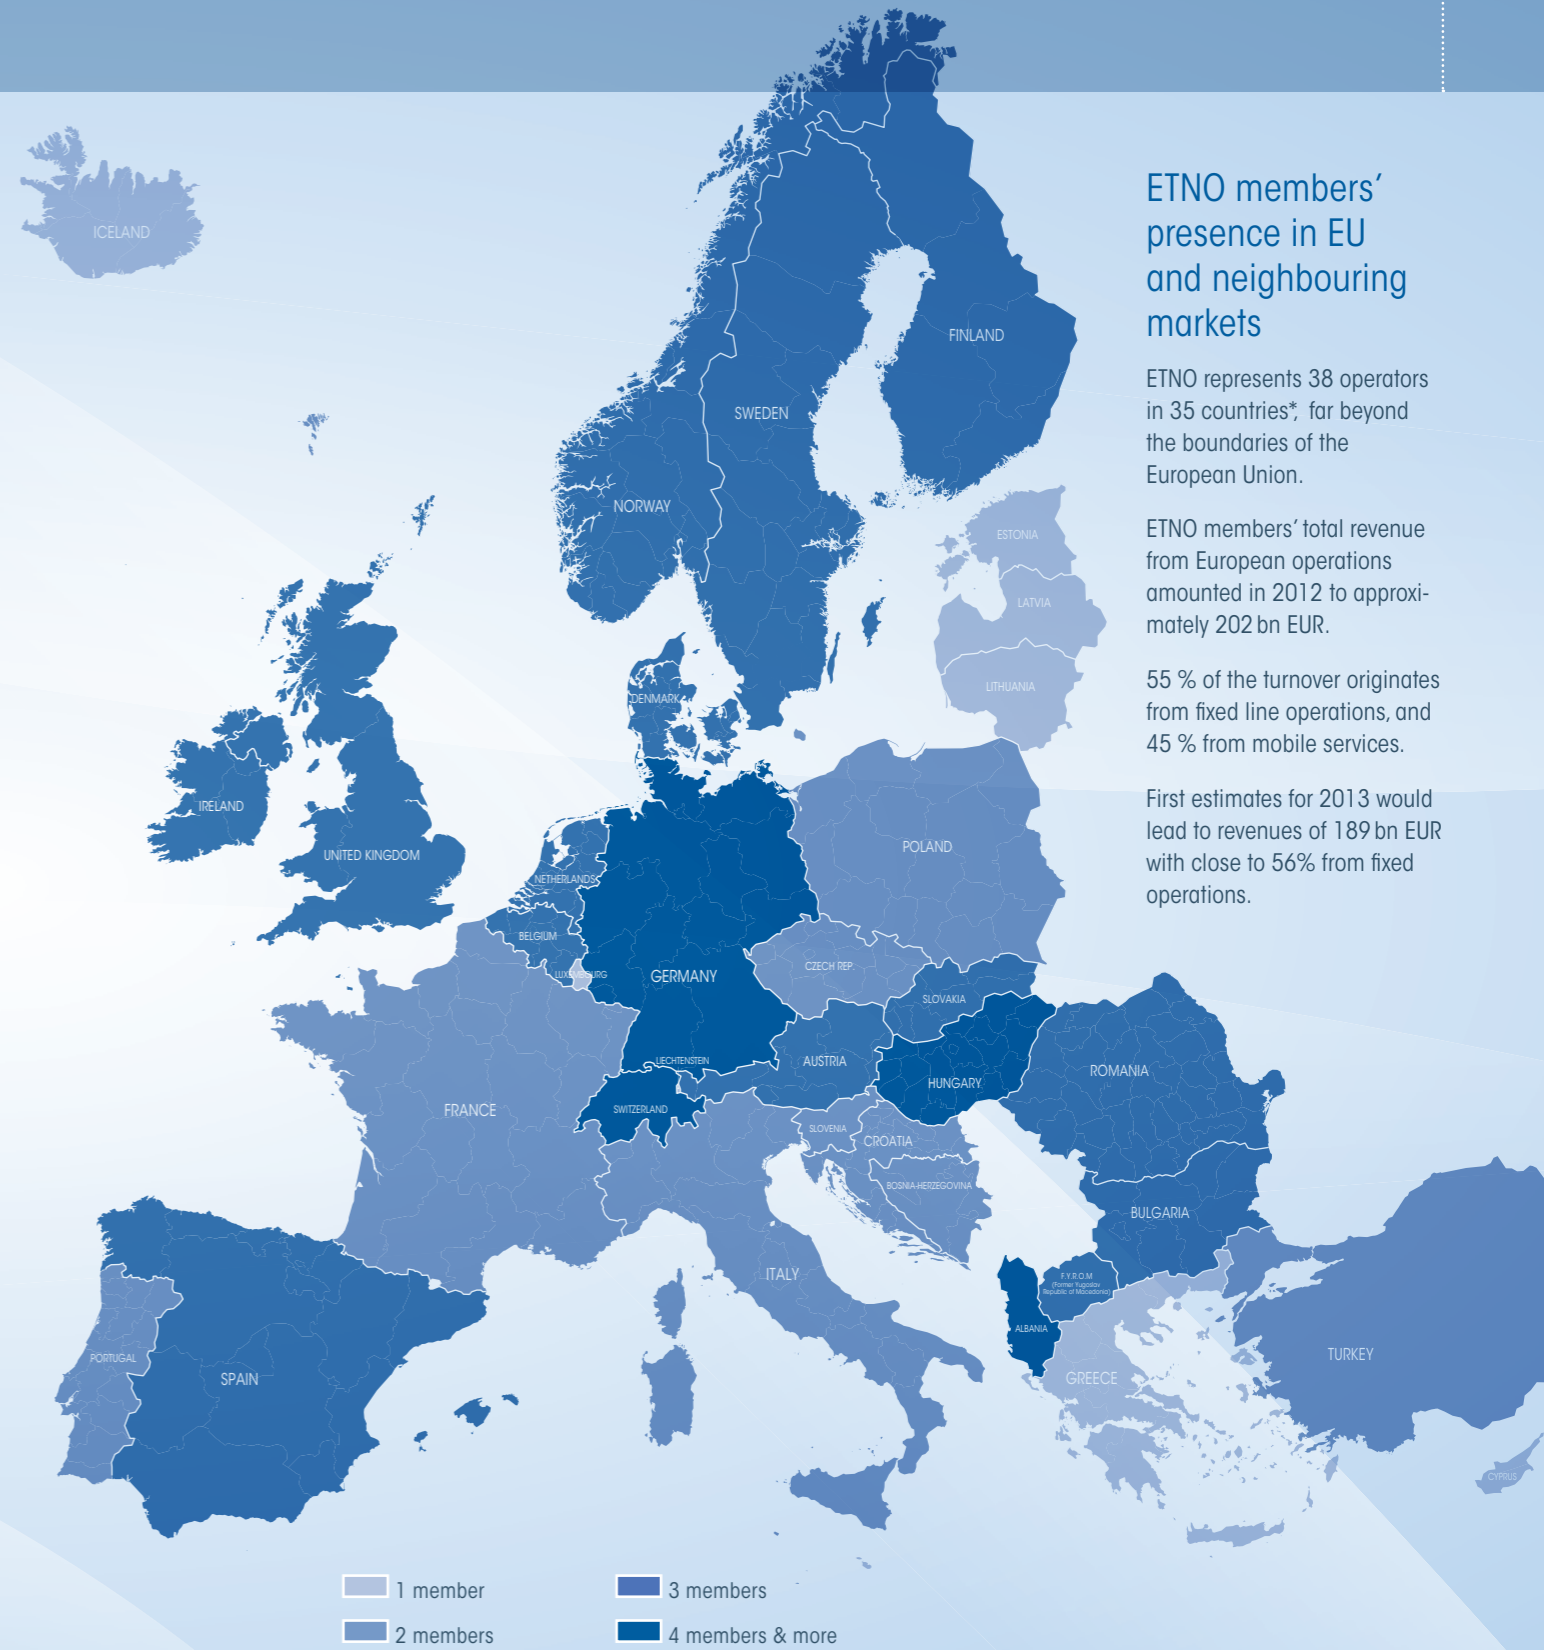 ETNO members’
presence in EU
and neighbouring
markets
ETNO represents 38 operators
in 35 countries*, far beyond
the boundaries of the
European Union.
ETNO members’ total revenue
from European operations
amounted in 2012 to approxi-
mately 202 bn EUR.
55 % of the turnover originates
from fixed line operations, and
45 % from mobile services.
First estimates for 2013 would
lead to revenues of 189 bn EUR
with close to 56% from fixed
operations.
ICELAND
FINLAND
SWEDEN
NORWAY
ESTONIA
LATVIA
LITHUANIA
DENMARK
IRELAND
UNITED KINGDOM
NETHERLANDS
POLAND
BELGIUM
LUXEMBOURG
GERMANY
CZECH REP.
SLOVAKIA
LIECHTENSTEIN
AUSTRIA
HUNGARY
ROMANIA
FRANCE
SWITZERLAND
SLOVENIA
CROATIA
BOSNIA-HERZEGOVINA
BULGARIA
ITALY
F.Y.R.O.M
(Former Yugoslav
Republic of Macedonia)
ALBANIA
PORTUGAL
SPAIN
GREECE
TURKEY
CYPRUS
1 member
2 members
3 members
4 members & more